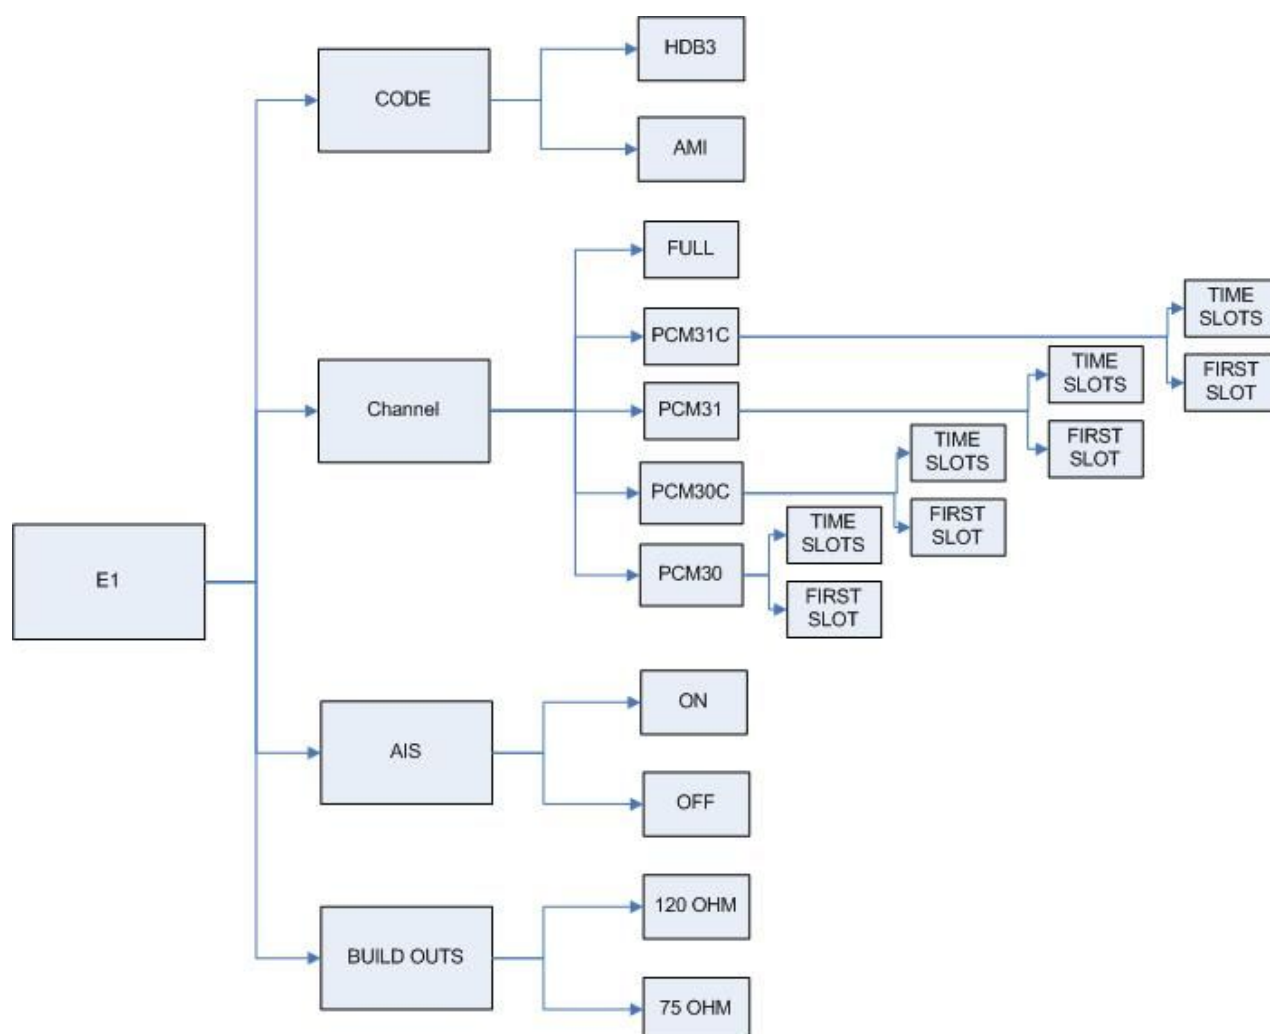 HDB3
CODE
AMI
FULL
TIME
SLOTS
PCM31C
TIME
SLOTS
FIRST
SLOT
Channel
PCM31
TIME
SLOTS
FIRST
SLOT
PCM30C
TIME
SLOTS
FIRST
SLOT
E1
PCM30
FIRST
SLOT
ON
AIS
OFF
120 OHM
BUILD OUTS
75 OHM